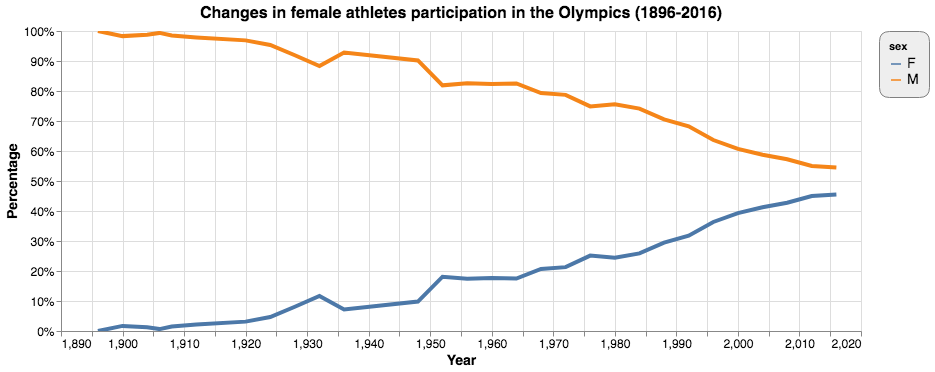 Changes in female athletes participation in the Olympics (1896-2016)
100%
90%
80%
70%
60%
50%
40%
30%
20%
10%
0%
Percentage
1,890 1,900 1,910 1,920 1,930 1,940 1,950 1,960 1,970 1,980 1,990 2,000 2,010 2,020
Year
sex
F
M